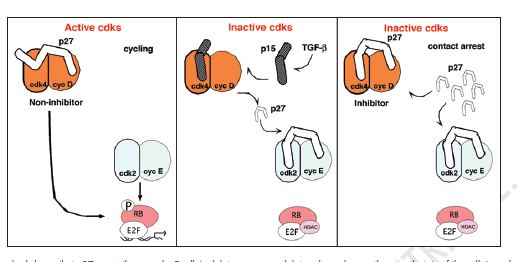 Active cdks
p27
cycling
cdk4
cyc D
Non-inhibitor
cdk2
cyc E
P
RB
E2F
Inactive cdks
p15
TGF-β
cdk4
cyc D
p27
cdk2
cyc E
RB
E2F
HDAC
Inactive cdks
p27
contact arrest
p27
cdk4
cyc D
Inhibitor
cdk2
cyc E
RB
E2F
HDAC